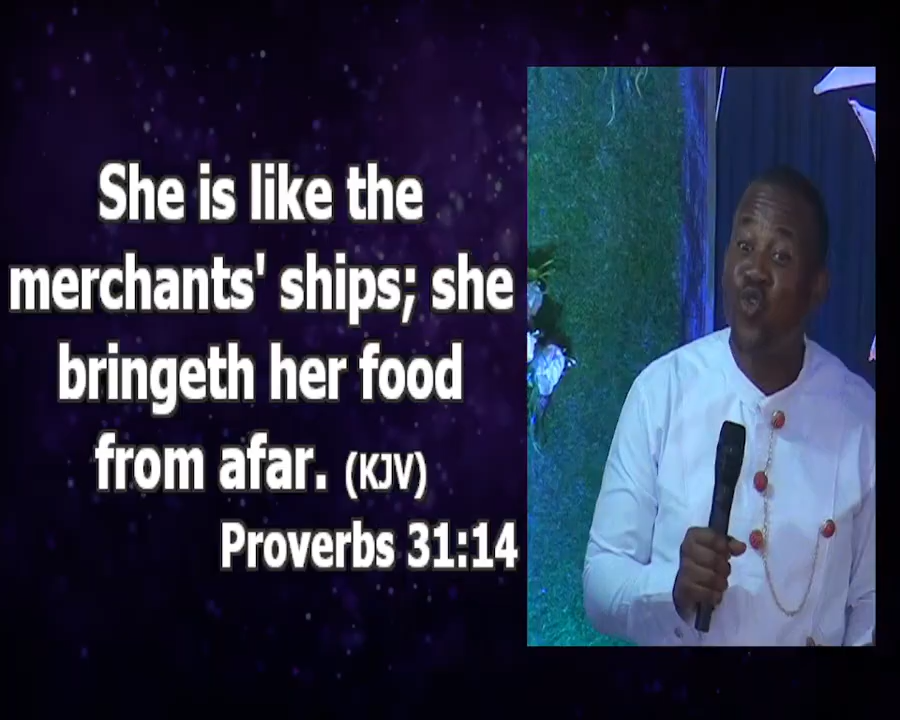 She is like the
merchants' ships; she
bringeth her food
from afar. (KJV)
Proverbs 31:14